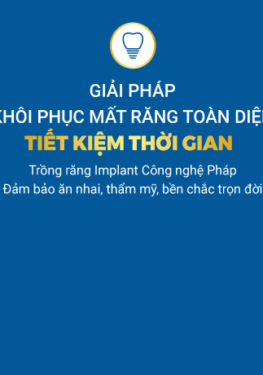 GIẢI PHÁP
KHÔI PHỤC MẤT RĂNG TOÀN DIỆ
TIẾT KIỆM THỜI GIAN
Trồng răng Implant Công nghệ Pháp
Đảm bảo ăn nhai, thẩm mỹ, bền chắc trọn đời